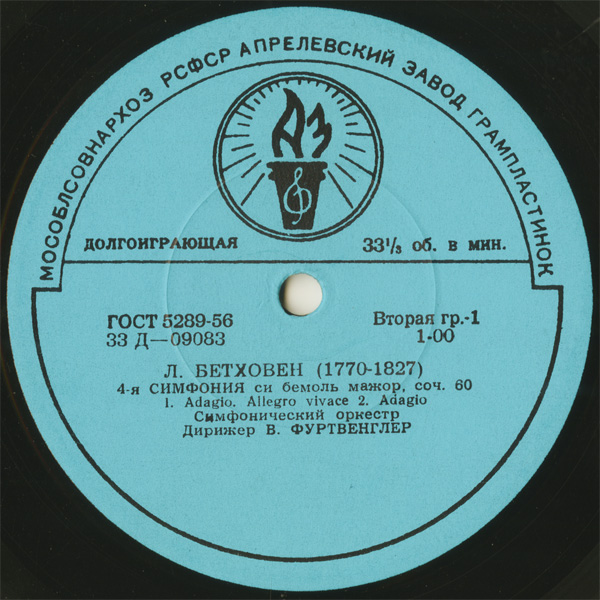 МОСОБЛСОВНАРХОЗ РСФСР АПРЕЛЕВСКИЙ ЗАВОД ГРАМПЛАСТИНОК
АЗ
ДОЛГОИГРАЮЩАЯ 33⅓ об. в мин.
ГОСТ 5289-56 Вторая гр.-1
33 Д—09083 1-00
Л. БЕТХОВЕН (1770-1827)
4-я СИМФОНИЯ си бемоль мажор, соч. 60
1. Adagio. Allegro vivace 2. Adagio
Симфонический оркестр
Дирижер В. ФУРТВЕНГЛЕР